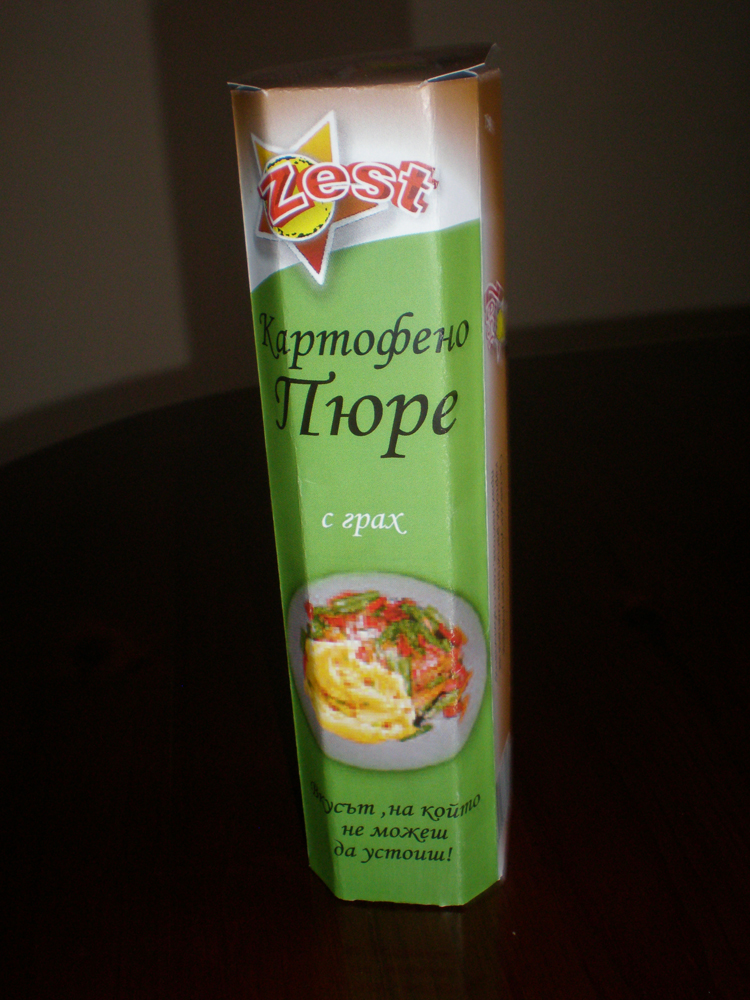 Zest
Картофено
Пюре
с грах
Вкусът ,на който
не можеш
да устоиш!